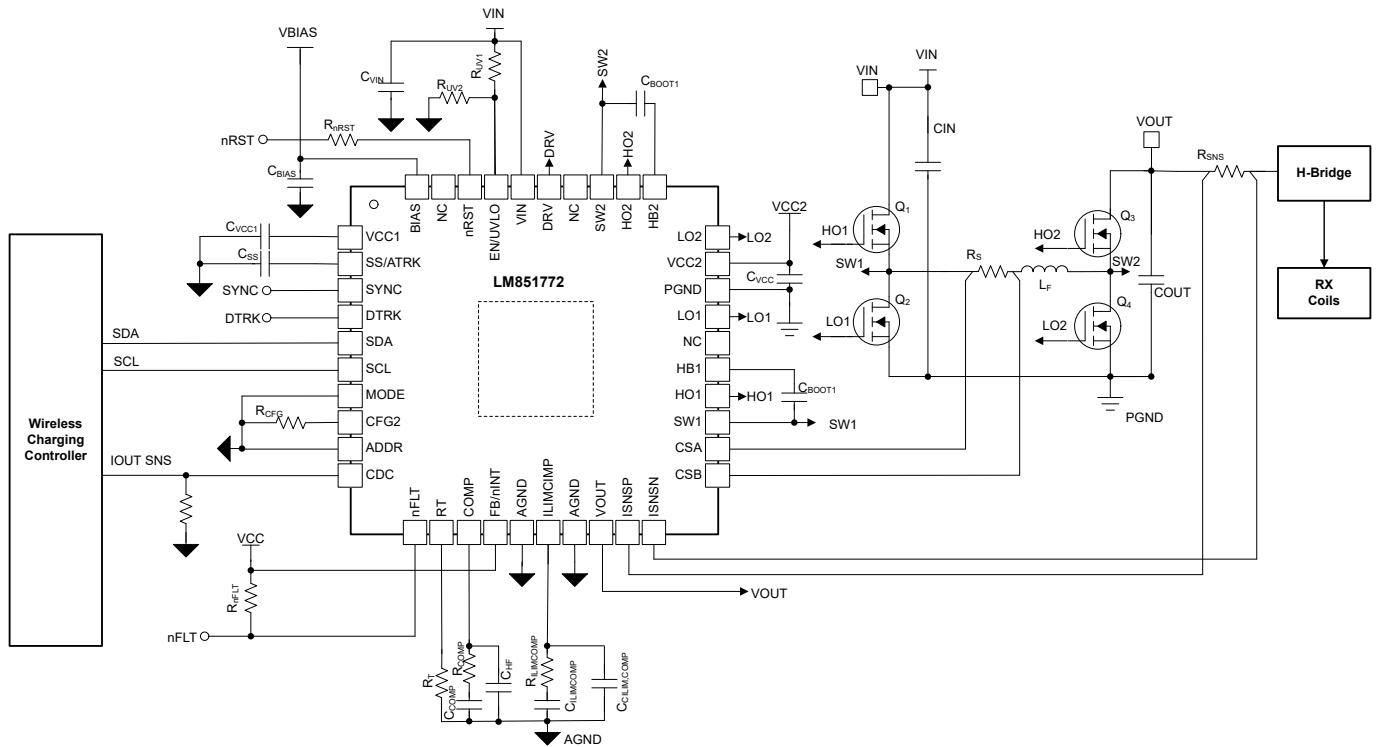 VBIAS
VIN
CVIN
RUV1
RUV2
SW2
CBOOT1
nRST
RnRST
DRV
HO2
CBIAS
BIAS
NC
nRST
EN/UVLO
VIN
DRV
NC
SW2
HO2
HB2
LM851772
CVCC1
CSS
SYNC
DTRK
SDA
SCL
RCFG
IOUT SNS
Wireless
Charging
Controller
VCC1
SS/ATRK
SYNC
DTRK
SDA
SCL
MODE
CFG2
ADDR
CDC
LO2
VCC2
PGND
LO1
NC
HB1
HO1
SW1
CSA
CSB
LO2
VCC2
CVCC
LO1
CBOOT1
HO1
SW1
nFLT
RT
COMP
FB/nINT
AGND
ILIMCIMP
AGND
VOUT
ISNSP
ISNSN
VCC
RnFLT
nFLT
RT
RCOMP
CCOMP
CHF
RILIMCOMP
CILIMCOMP
CCILIM,COMP
AGND
VOUT
VIN
VIN
CIN
VOUT
RSNS
H-Bridge
RX
Coils
Q1
HO1
SW1
RS
LF
Q2
LO1
Q3
HO2
SW2
COUT
Q4
LO2
PGND